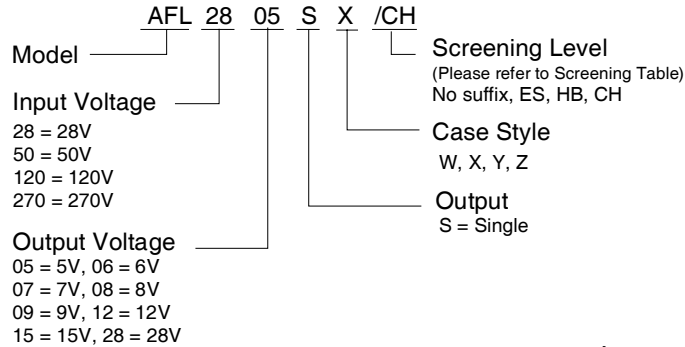 AFL 28 05 S X /CH
Model
Input Voltage
28 = 28V
50 = 50V
120 = 120V
270 = 270V
Output Voltage
05 = 5V, 06 = 6V
07 = 7V, 08 = 8V
09 = 9V, 12 = 12V
15 = 15V, 28 = 28V
Screening Level
(Please refer to Screening Table)
No suffix, ES, HB, CH
Case Style
W, X, Y, Z
Output
S = Single